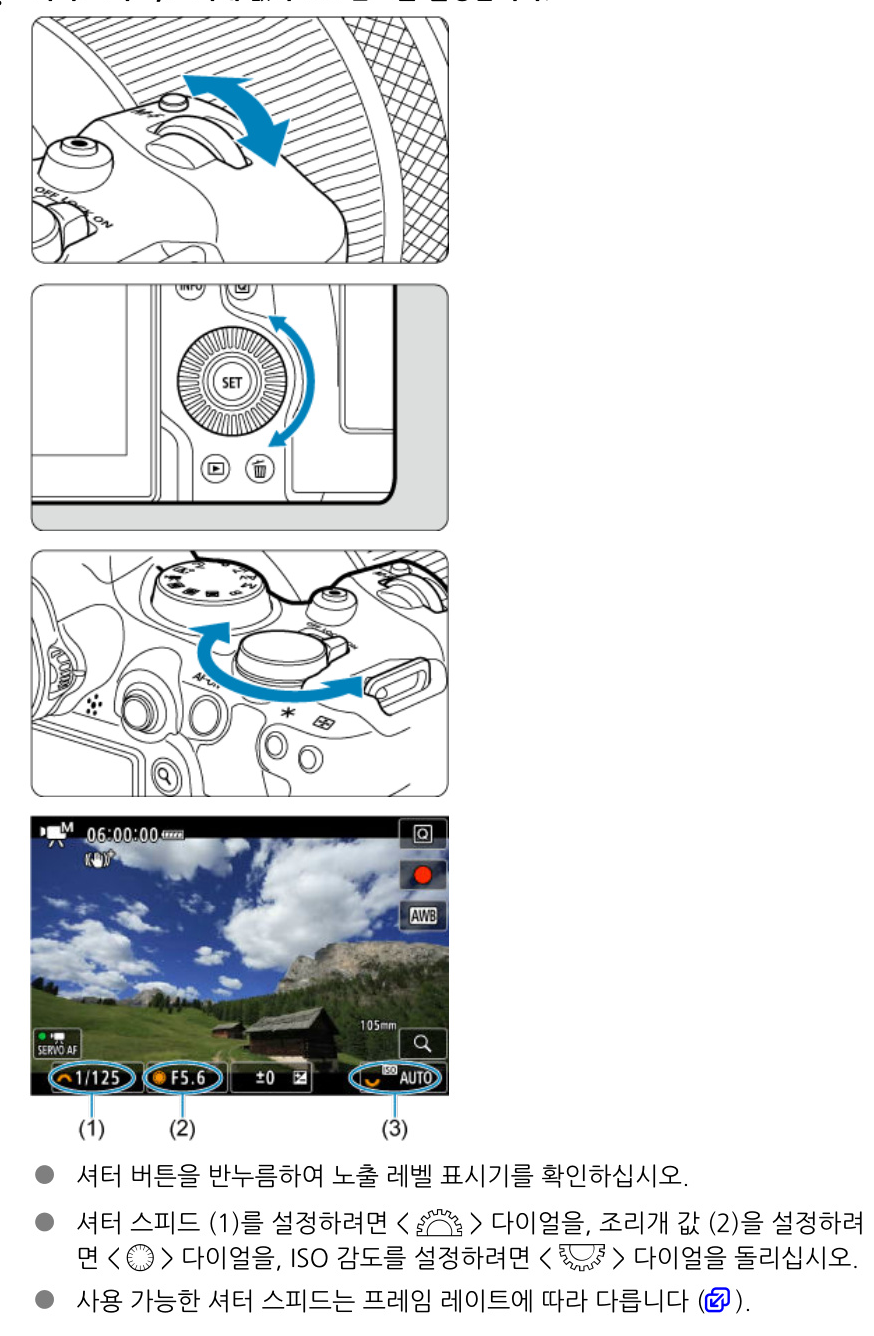 OFF LOCK ON
INFO
Q
SET
M
06:00:00
Q
AWB
105mm
SERVO AF
1/125 F5.6 ±0 ISO AUTO
(1) (2) (3)
● 셔터 버튼을 반누름하여 노출 레벨 표시기를 확인하십시오.
● 셔터 스피드 (1)를 설정하려면 < > 다이얼을, 조리개 값 (2)을 설정하려
면 < > 다이얼을, ISO 감도를 설정하려면 < > 다이얼을 돌리십시오.
● 사용 가능한 셔터 스피드는 프레임 레이트에 따라 다릅니다 ( ).